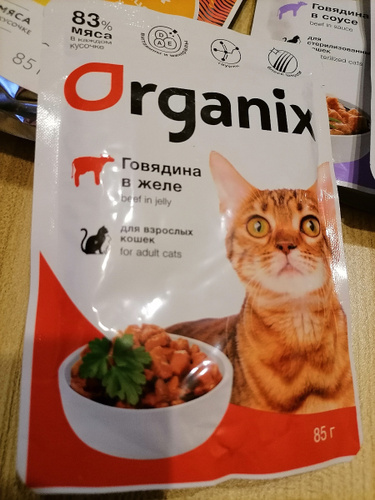 83%
мяса
в каждом
кусочке
Organix
Говядина
в желе
beef in jelly
для взрослых
кошек
for adult cats
85 г
МЯСА
85 г
Говядина
в соусе
beef in sauce
для
стерилизованных